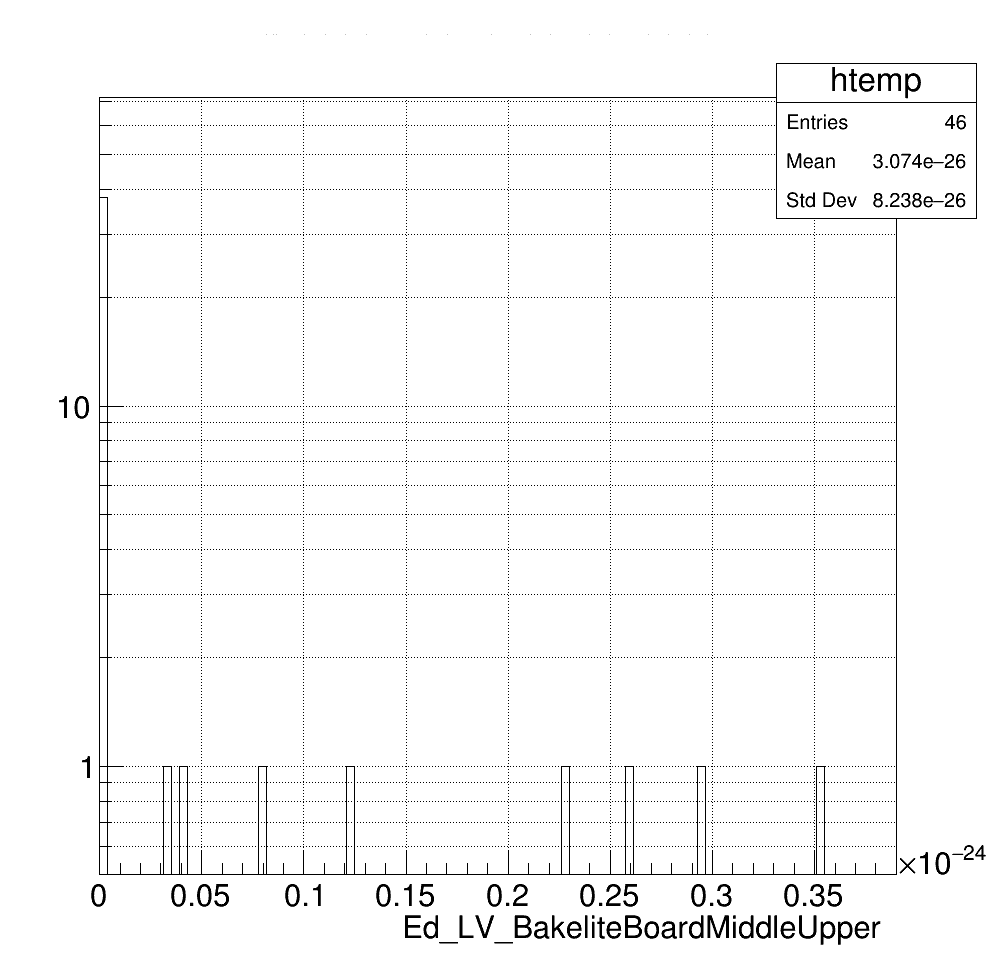 htemp
Entries 46
Mean 3.074e–26
Std Dev 8.238e–26
10
1
0 0.05 0.1 0.15 0.2 0.25 0.3 0.35
×10⁻²⁴
Ed_LV_BakeliteBoardMiddleUpper